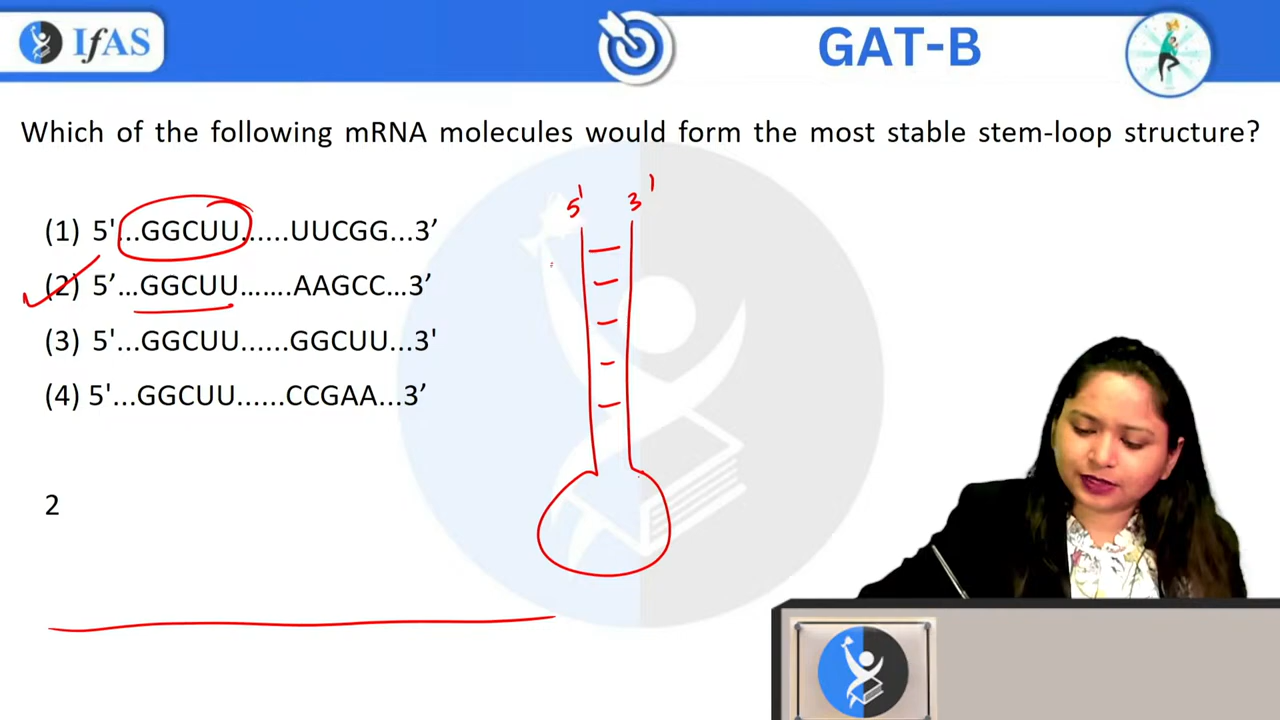 IfAS
GAT-B
Which of the following mRNA molecules would form the most stable stem-loop structure?
(1) 5'...GGCUU......UUCGG...3’
(2) 5’...GGCUU.......AAGCC...3’
(3) 5'...GGCUU......GGCUU...3'
(4) 5'...GGCUU......CCGAA...3’
2
5' 3'